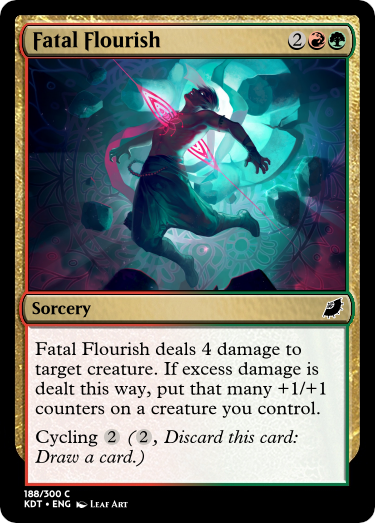 Fatal Flourish 2
Sorcery
Fatal Flourish deals 4 damage to
target creature. If excess damage is
dealt this way, put that many +1/+1
counters on a creature you control.
Cycling 2 (2, Discard this card:
Draw a card.)
188/300 C
KDT • ENG Leaf Art